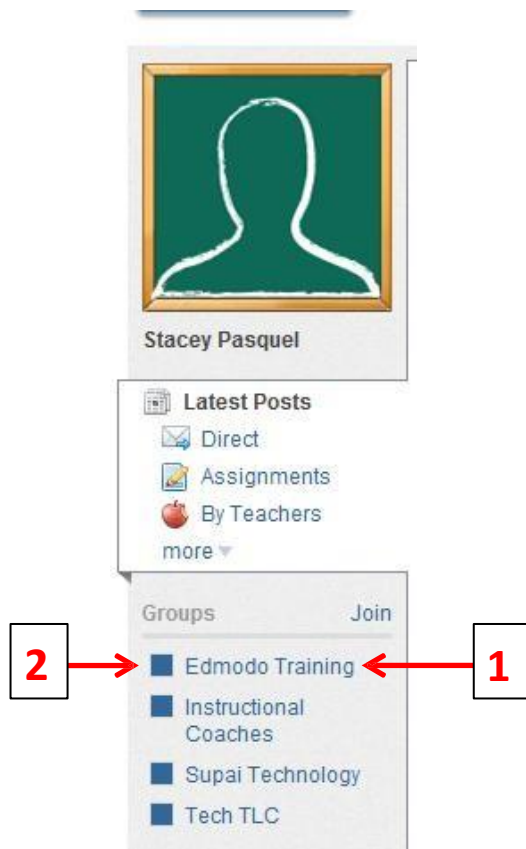 Stacey Pasquel
Latest Posts
Direct
Assignments
By Teachers
more
Groups Join
2 Edmodo Training 1
Instructional
Coaches
Supai Technology
Tech TLC